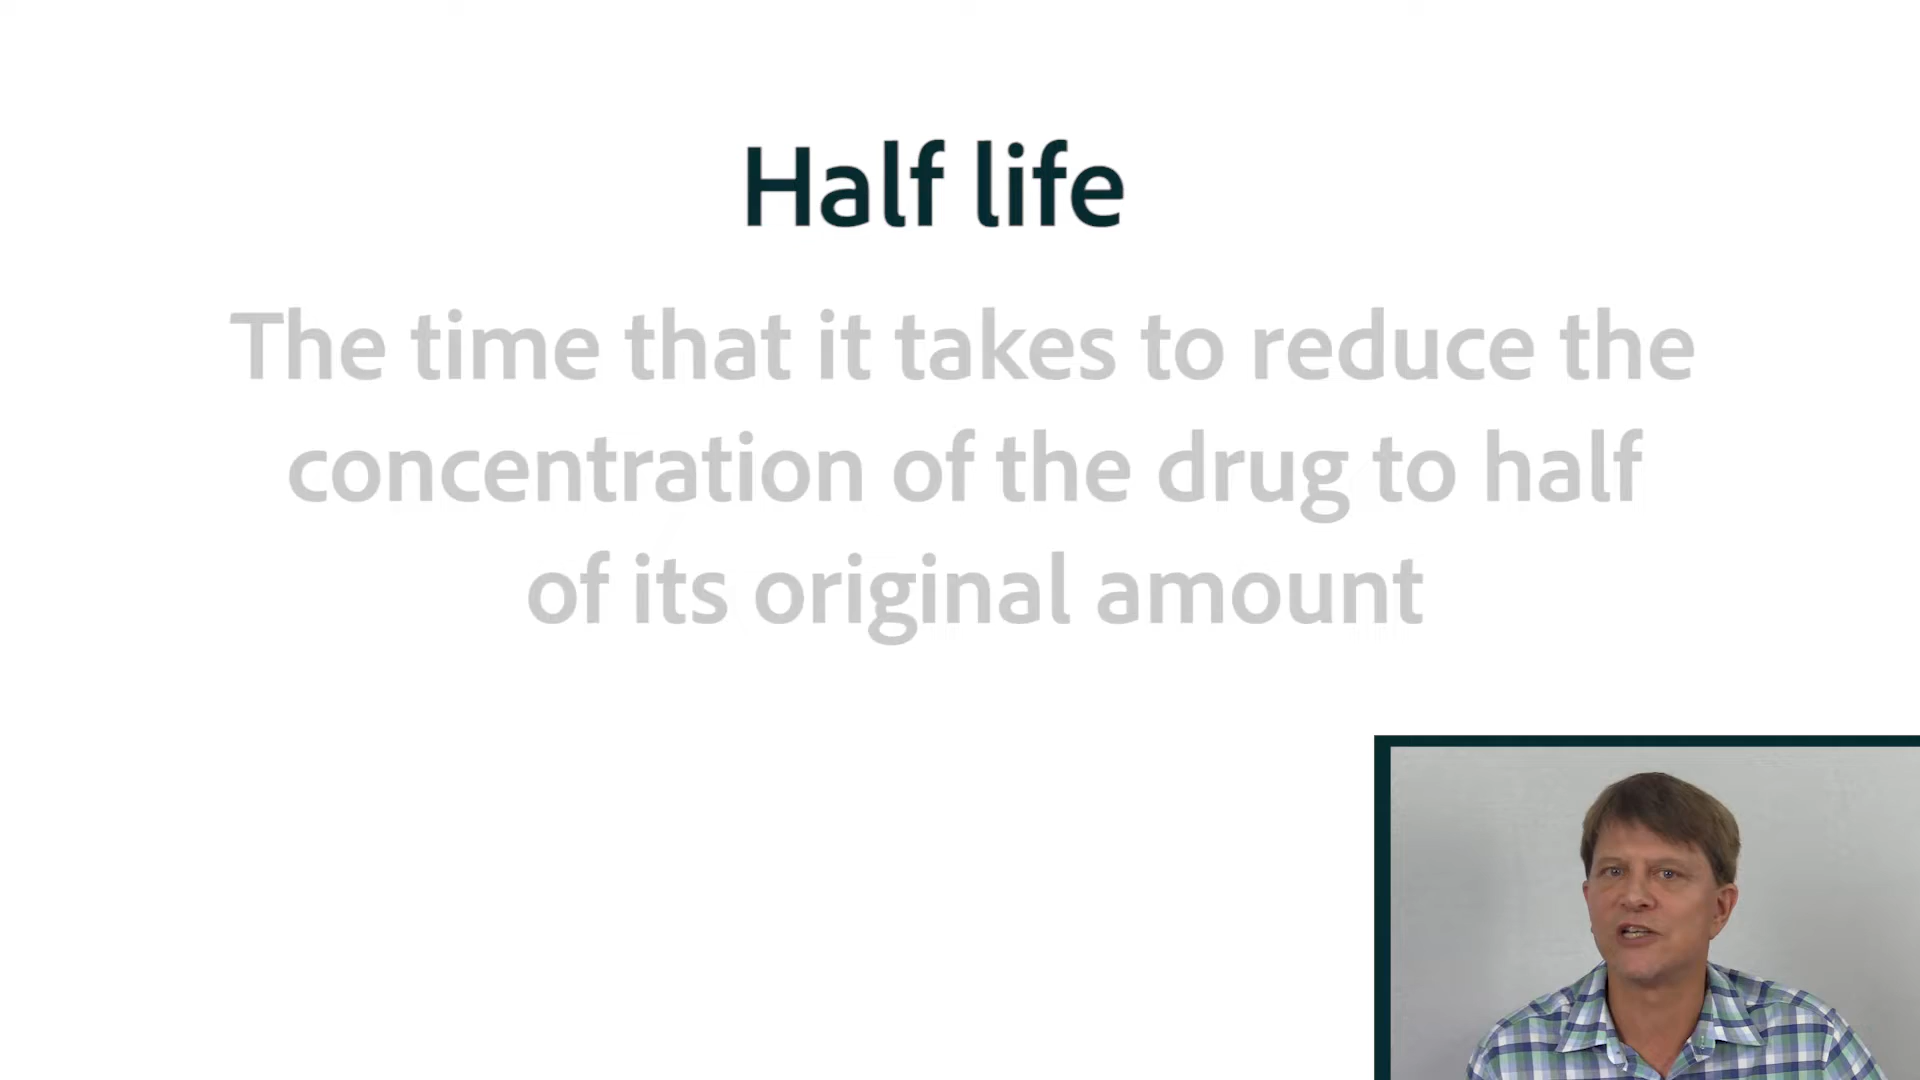 Half life
The time that it takes to reduce the
concentration of the drug to half
of its original amount